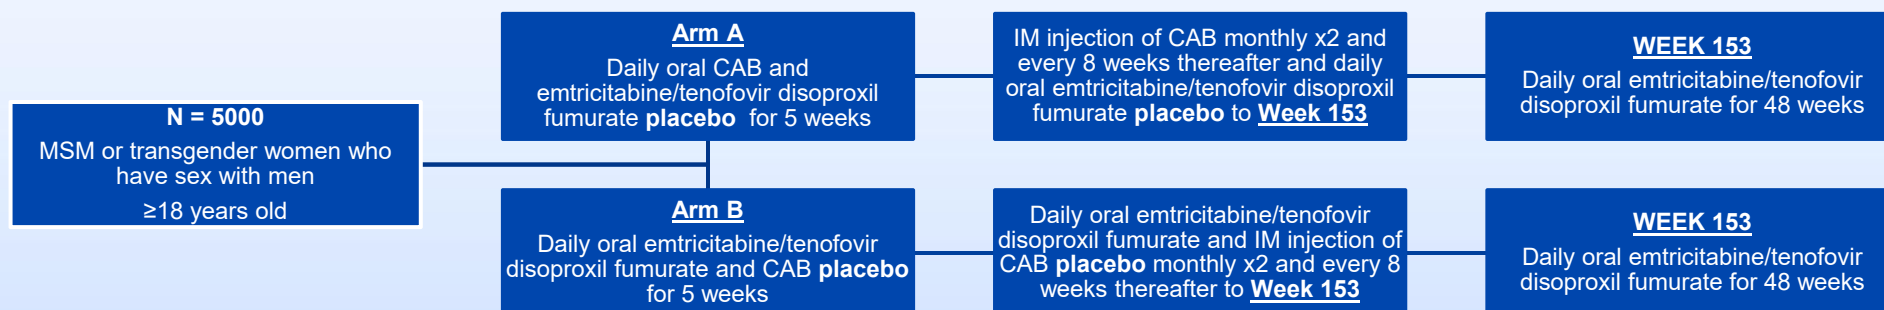 N = 5000
MSM or transgender women who
have sex with men
≥18 years old
Arm A
Daily oral CAB and
emtricitabine/tenofovir disoproxil
fumurate placebo for 5 weeks
IM injection of CAB monthly x2 and
every 8 weeks thereafter and daily
oral emtricitabine/tenofovir disoproxil
fumurate placebo to Week 153
WEEK 153
Daily oral emtricitabine/tenofovir
disoproxil fumurate for 48 weeks
Arm B
Daily oral emtricitabine/tenofovir
disoproxil fumurate and CAB placebo
for 5 weeks
Daily oral emtricitabine/tenofovir
disoproxil fumurate and IM injection of
CAB placebo monthly x2 and every 8
weeks thereafter to Week 153
WEEK 153
Daily oral emtricitabine/tenofovir
disoproxil fumurate for 48 weeks